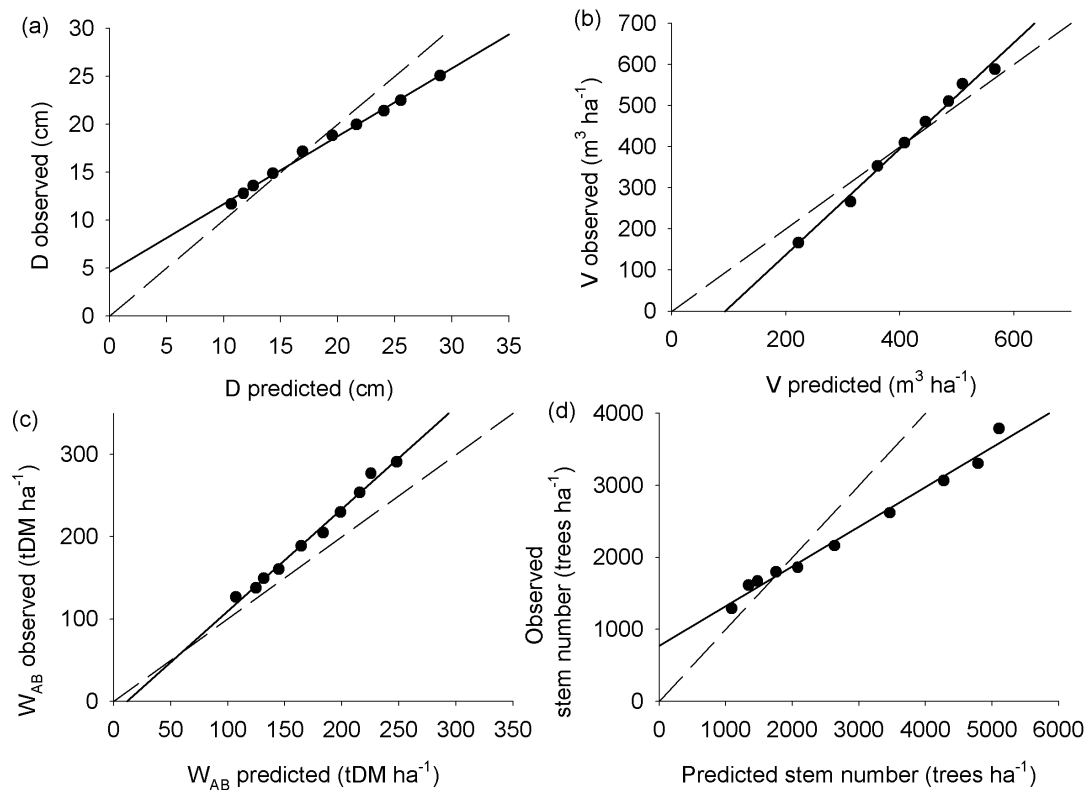 (a)
30
25
20
15
10
5
0
D observed (cm)
0 5 10 15 20 25 30 35
D predicted (cm)
(b)
700
600
500
400
300
200
100
0
V observed (m³ ha⁻¹)
0 200 400 600
V predicted (m³ ha⁻¹)
(c)
300
200
100
0
W_AB observed (tDM ha⁻¹)
0 50 100 150 200 250 300 350
W_AB predicted (tDM ha⁻¹)
(d)
4000
3000
2000
1000
0
Observed
stem number (trees ha⁻¹)
0 1000 2000 3000 4000 5000 6000
Predicted stem number (trees ha⁻¹)